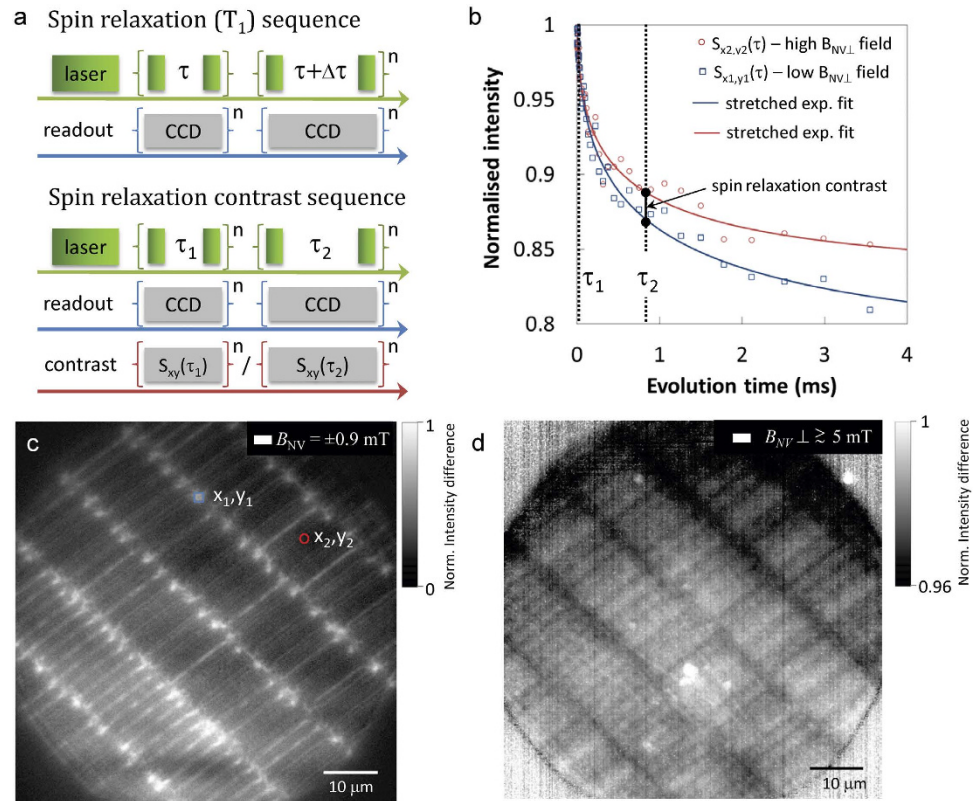 a
Spin relaxation (T₁) sequence
laser
τ
n
τ+Δτ
n
readout
CCD
n
CCD
n
Spin relaxation contrast sequence
laser
τ₁
n
τ₂
n
readout
CCD
n
CCD
n
contrast
Sxy(τ₁)
n
/
Sxy(τ₂)
n
b
Normalised intensity
1
0.95
0.9
0.85
0.8
Sx2,y2(τ) – high BNV⊥ field
Sx1,y1(τ) – low BNV⊥ field
stretched exp. fit
stretched exp. fit
spin relaxation contrast
τ₁
τ₂
0
1
2
3
4
Evolution time (ms)
c
BNV = ±0.9 mT
x₁,y₁
x₂,y₂
10 μm
1
0
Norm. Intensity difference
d
BNV ⊥ ≳ 5 mT
10 μm
1
0.96
Norm. Intensity difference